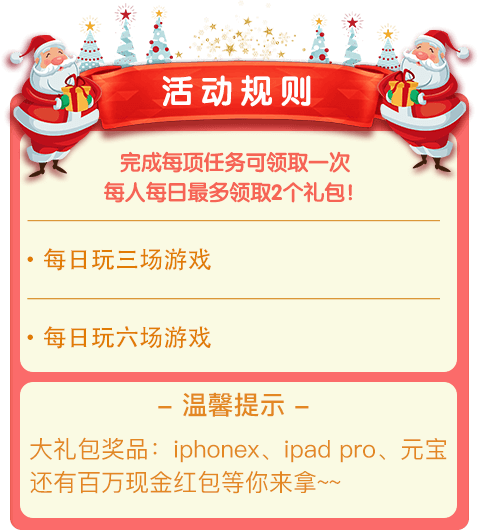 活动规则
完成每项任务可领取一次
每人每日最多领取2个礼包！
• 每日玩三场游戏
• 每日玩六场游戏
– 温馨提示 –
大礼包奖品：iphonex、ipad pro、元宝
还有百万现金红包等你来拿~~